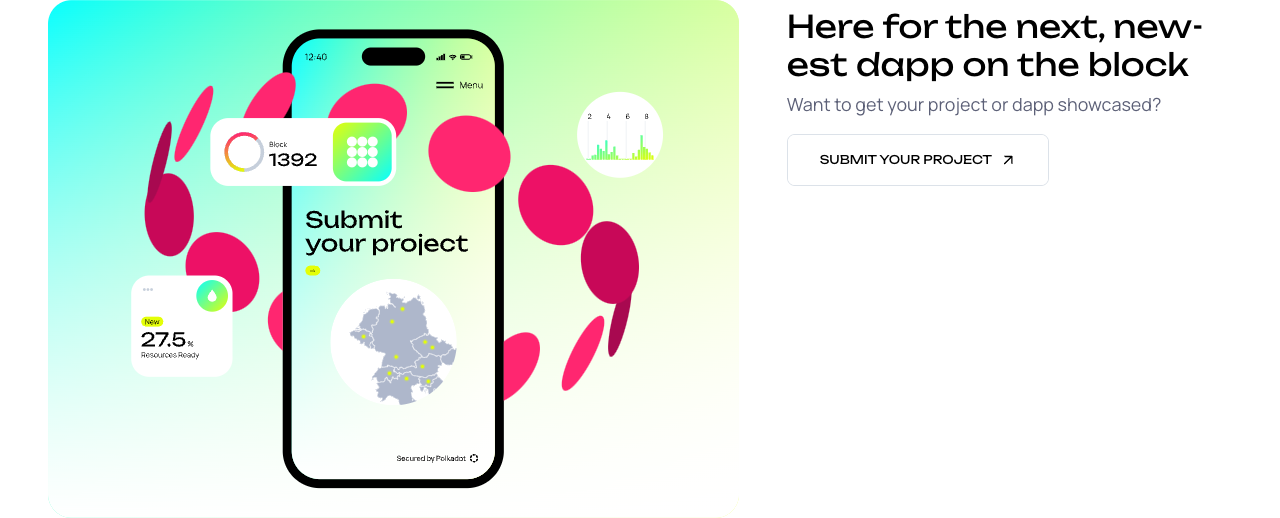 12:40
Menu
Block
1392
2 4 6 8
Submit
your project
New
27.5%
Resources Ready
Secured by Polkadot
Here for the next, new-
est dapp on the block
Want to get your project or dapp showcased?
SUBMIT YOUR PROJECT